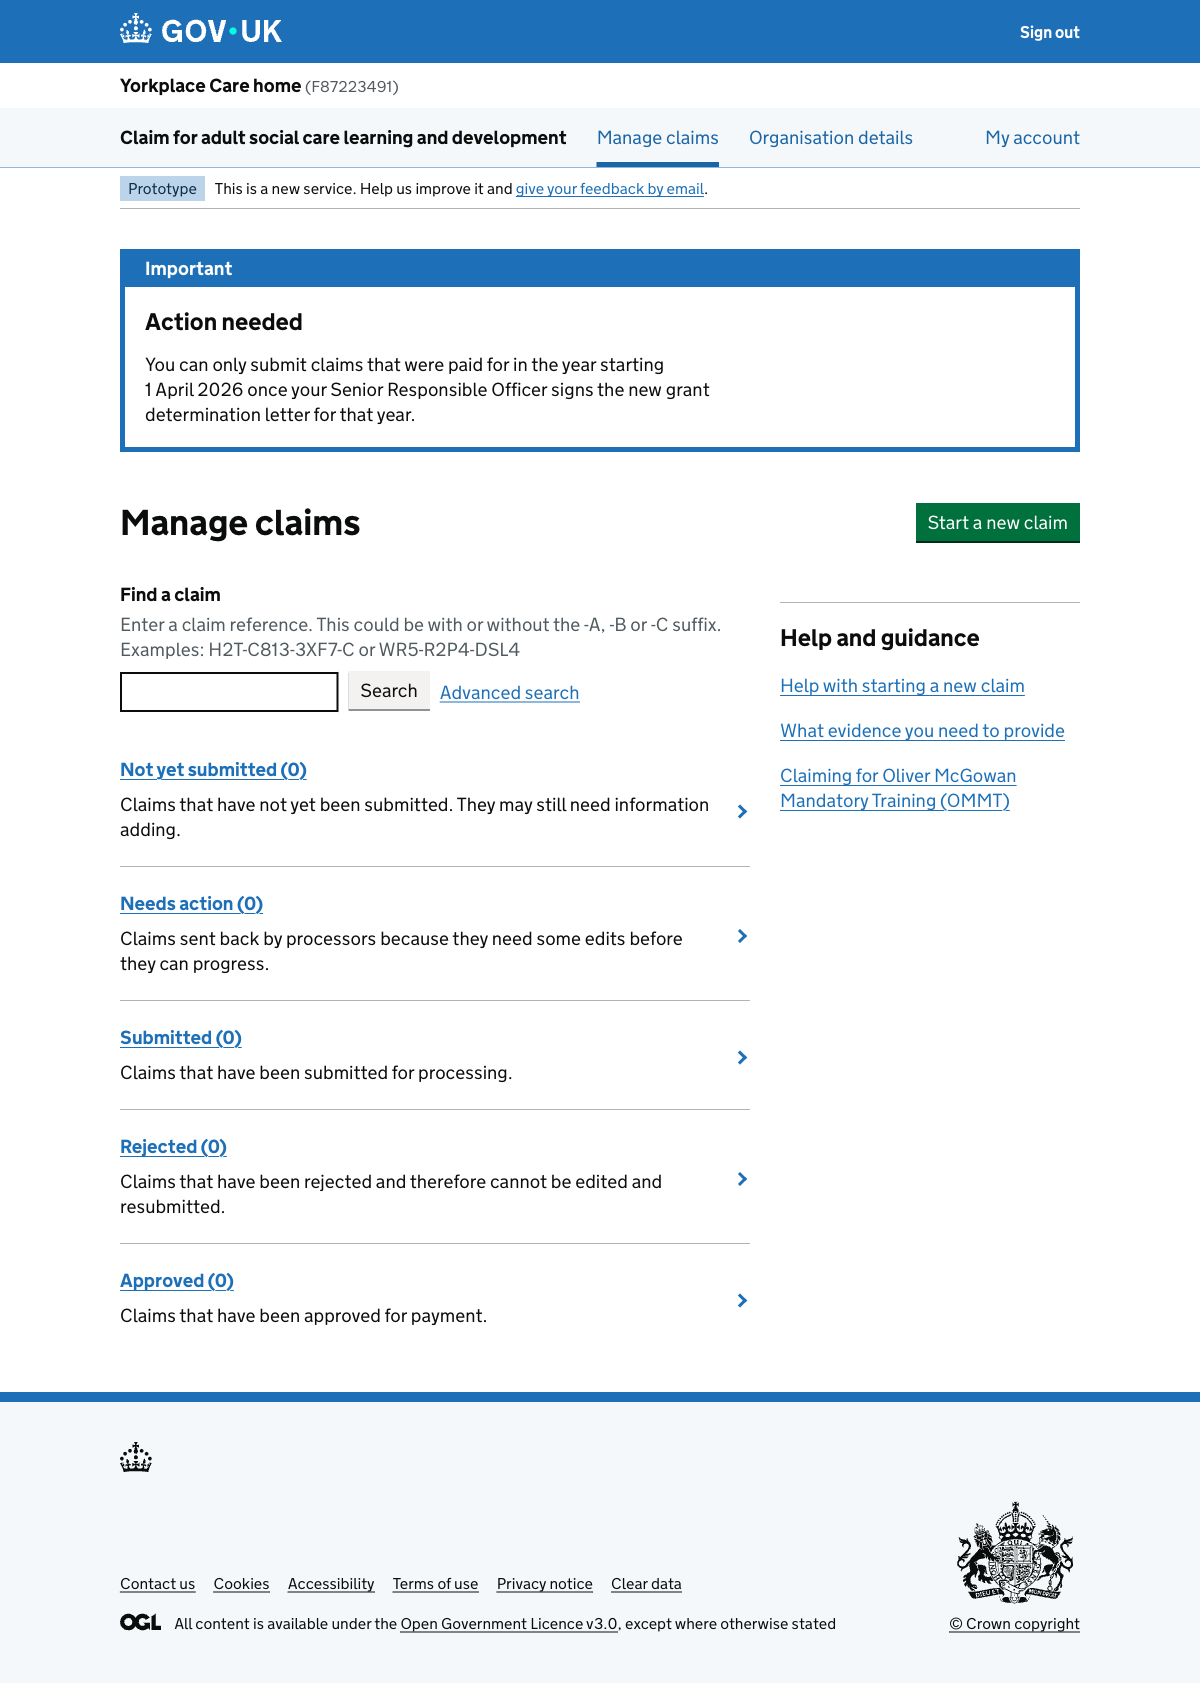 GOV·UK
Sign out
Yorkplace Care home (F87223491)
Claim for adult social care learning and development
Manage claims
Organisation details
My account
Prototype
This is a new service. Help us improve it and give your feedback by email.
Important
Action needed
You can only submit claims that were paid for in the year starting
1 April 2026 once your Senior Responsible Officer signs the new grant
determination letter for that year.
Manage claims
Start a new claim
Find a claim
Enter a claim reference. This could be with or without the -A, -B or -C suffix.
Examples: H2T-C813-3XF7-C or WR5-R2P4-DSL4
Search
Advanced search
Not yet submitted (0)
Claims that have not yet been submitted. They may still need information
adding.
Needs action (0)
Claims sent back by processors because they need some edits before
they can progress.
Submitted (0)
Claims that have been submitted for processing.
Rejected (0)
Claims that have been rejected and therefore cannot be edited and
resubmitted.
Approved (0)
Claims that have been approved for payment.
Help and guidance
Help with starting a new claim
What evidence you need to provide
Claiming for Oliver McGowan
Mandatory Training (OMMT)
Contact us
Cookies
Accessibility
Terms of use
Privacy notice
Clear data
OGL
All content is available under the Open Government Licence v3.0, except where otherwise stated
© Crown copyright